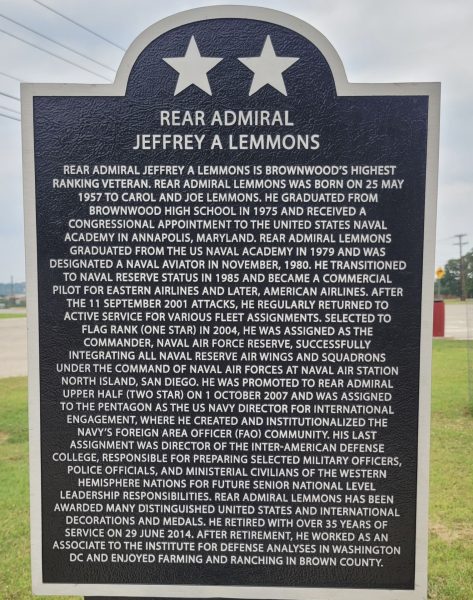 REAR ADMIRAL
JEFFREY A LEMMONS
REAR ADMIRAL JEFFREY A LEMMONS IS BROWNWOOD'S HIGHEST
RANKING VETERAN. REAR ADMIRAL LEMMONS WAS BORN ON 25 MAY
1957 TO CAROL AND JOE LEMMONS. HE GRADUATED FROM
BROWNWOOD HIGH SCHOOL IN 1975 AND RECEIVED A
CONGRESSIONAL APPOINTMENT TO THE UNITED STATES NAVAL
ACADEMY IN ANNAPOLIS, MARYLAND. REAR ADMIRAL LEMMONS
GRADUATED FROM THE US NAVAL ACADEMY IN 1979 AND WAS
DESIGNATED A NAVAL AVIATOR IN NOVEMBER, 1980. HE TRANSITIONED
TO NAVAL RESERVE STATUS IN 1985 AND BECAME A COMMERCIAL
PILOT FOR EASTERN AIRLINES AND LATER, AMERICAN AIRLINES. AFTER
THE 11 SEPTEMBER 2001 ATTACKS, HE REGULARLY RETURNED TO
ACTIVE SERVICE FOR VARIOUS FLEET ASSIGNMENTS. SELECTED TO
FLAG RANK (ONE STAR) IN 2004, HE WAS ASSIGNED AS THE
COMMANDER, NAVAL AIR FORCE RESERVE, SUCCESSFULLY
INTEGRATING ALL NAVAL RESERVE AIR WINGS AND SQUADRONS
UNDER THE COMMAND OF NAVAL AIR FORCES AT NAVAL AIR STATION
NORTH ISLAND, SAN DIEGO. HE WAS PROMOTED TO REAR ADMIRAL
UPPER HALF (TWO STAR) ON 1 OCTOBER 2007 AND WAS ASSIGNED
TO THE PENTAGON AS THE US NAVY DIRECTOR FOR INTERNATIONAL
ENGAGEMENT, WHERE HE CREATED AND INSTITUTIONALIZED THE
NAVY'S FOREIGN AREA OFFICER (FAO) COMMUNITY. HIS LAST
ASSIGNMENT WAS DIRECTOR OF THE INTER-AMERICAN DEFENSE
COLLEGE, RESPONSIBLE FOR PREPARING SELECTED MILITARY OFFICERS,
POLICE OFFICIALS, AND MINISTERIAL CIVILIANS OF THE WESTERN
HEMISPHERE NATIONS FOR FUTURE SENIOR NATIONAL LEVEL
LEADERSHIP RESPONSIBILITIES. REAR ADMIRAL LEMMONS HAS BEEN
AWARDED MANY DISTINGUISHED UNITED STATES AND INTERNATIONAL
DECORATIONS AND MEDALS. HE RETIRED WITH OVER 35 YEARS OF
SERVICE ON 29 JUNE 2014. AFTER RETIREMENT, HE WORKED AS AN
ASSOCIATE TO THE INSTITUTE FOR DEFENSE ANALYSES IN WASHINGTON
DC AND ENJOYED FARMING AND RANCHING IN BROWN COUNTY.